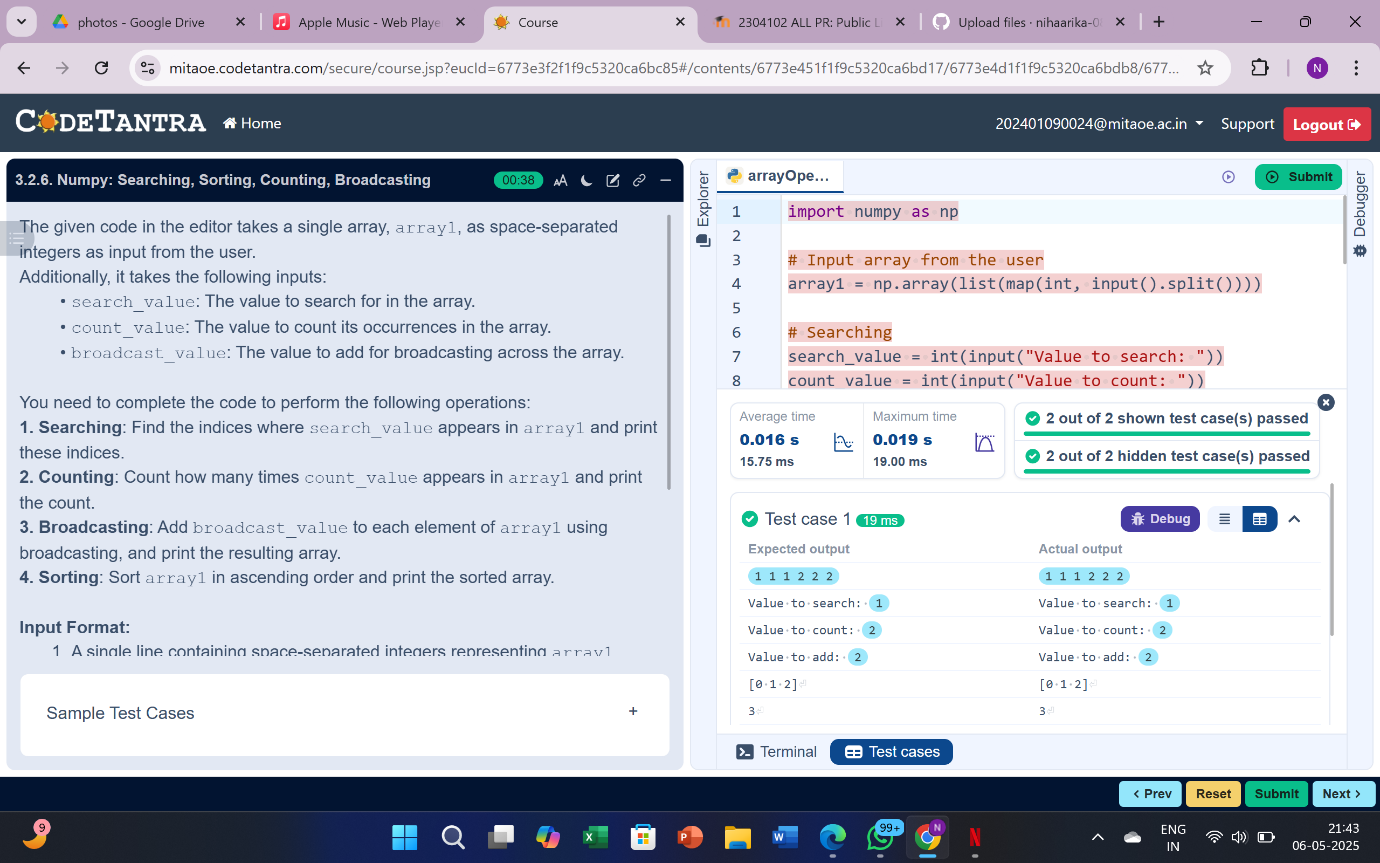 photos - Google Drive
Apple Music - Web Playe
Course
2304102 ALL PR: Public L
Upload files · nihaarika-0
mitaoe.codetantra.com/secure/course.jsp?eucId=6773e3f2f1f9c5320ca6bc85#/contents/6773e451f1f9c5320ca6bd17/6773e4d1f1f9c5320ca6bdb8/677...
N
CODETANTRA
Home
202401090024@mitaoe.ac.in
Support
Logout
3.2.6. Numpy: Searching, Sorting, Counting, Broadcasting
00:38
AA
The given code in the editor takes a single array, array1, as space-separated
integers as input from the user.
Additionally, it takes the following inputs:
• search_value: The value to search for in the array.
• count_value: The value to count its occurrences in the array.
• broadcast_value: The value to add for broadcasting across the array.
You need to complete the code to perform the following operations:
1. Searching: Find the indices where search_value appears in array1 and print
these indices.
2. Counting: Count how many times count_value appears in array1 and print
the count.
3. Broadcasting: Add broadcast_value to each element of array1 using
broadcasting, and print the resulting array.
4. Sorting: Sort array1 in ascending order and print the sorted array.
Input Format:
1. A single line containing space-separated integers representing array1
Sample Test Cases
+
Explorer
arrayOpe...
Submit
Debugger
1 import numpy as np
2
3 # Input array from the user
4 array1 = np.array(list(map(int, input().split())))
5
6 # Searching
7 search_value = int(input("Value to search: "))
8 count_value = int(input("Value to count: "))
Average time
0.016 s
15.75 ms
Maximum time
0.019 s
19.00 ms
2 out of 2 shown test case(s) passed
2 out of 2 hidden test case(s) passed
Test case 1 19 ms
Debug
Expected output Actual output
1 1 1 2 2 2 1 1 1 2 2 2
Value to search: 1 Value to search: 1
Value to count: 2 Value to count: 2
Value to add: 2 Value to add: 2
[0 1 2] [0 1 2]
3 3
Terminal
Test cases
< Prev
Reset
Submit
Next >
9
99+
N
ENG
IN
21:43
06-05-2025